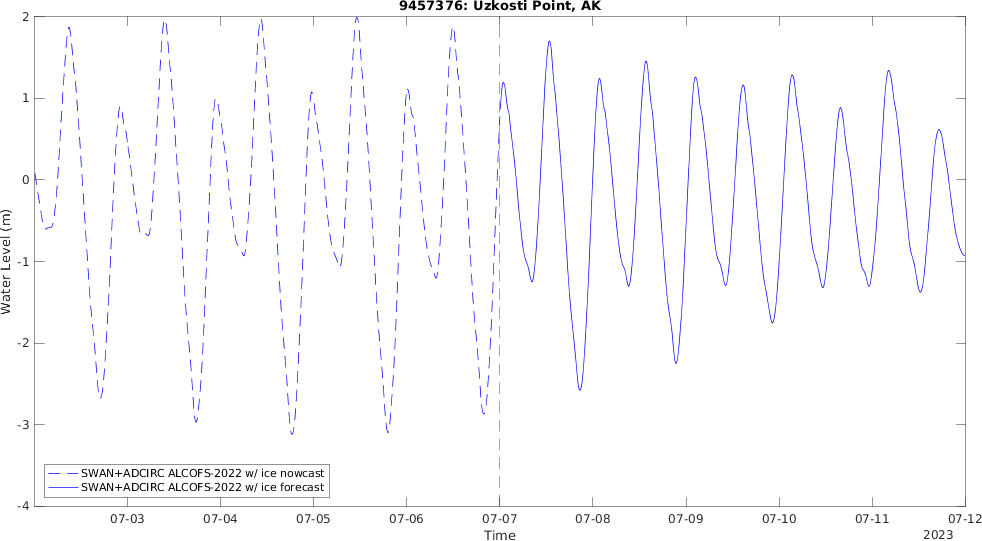 9457376: Uzkosti Point, AK
2
1
0
-1
-2
-3
-4
Water Level (m)
SWAN+ADCIRC ALCOFS-2022 w/ ice nowcast
SWAN+ADCIRC ALCOFS-2022 w/ ice forecast
07-03 07-04 07-05 07-06 07-07 07-08 07-09 07-10 07-11 07-12
Time
2023